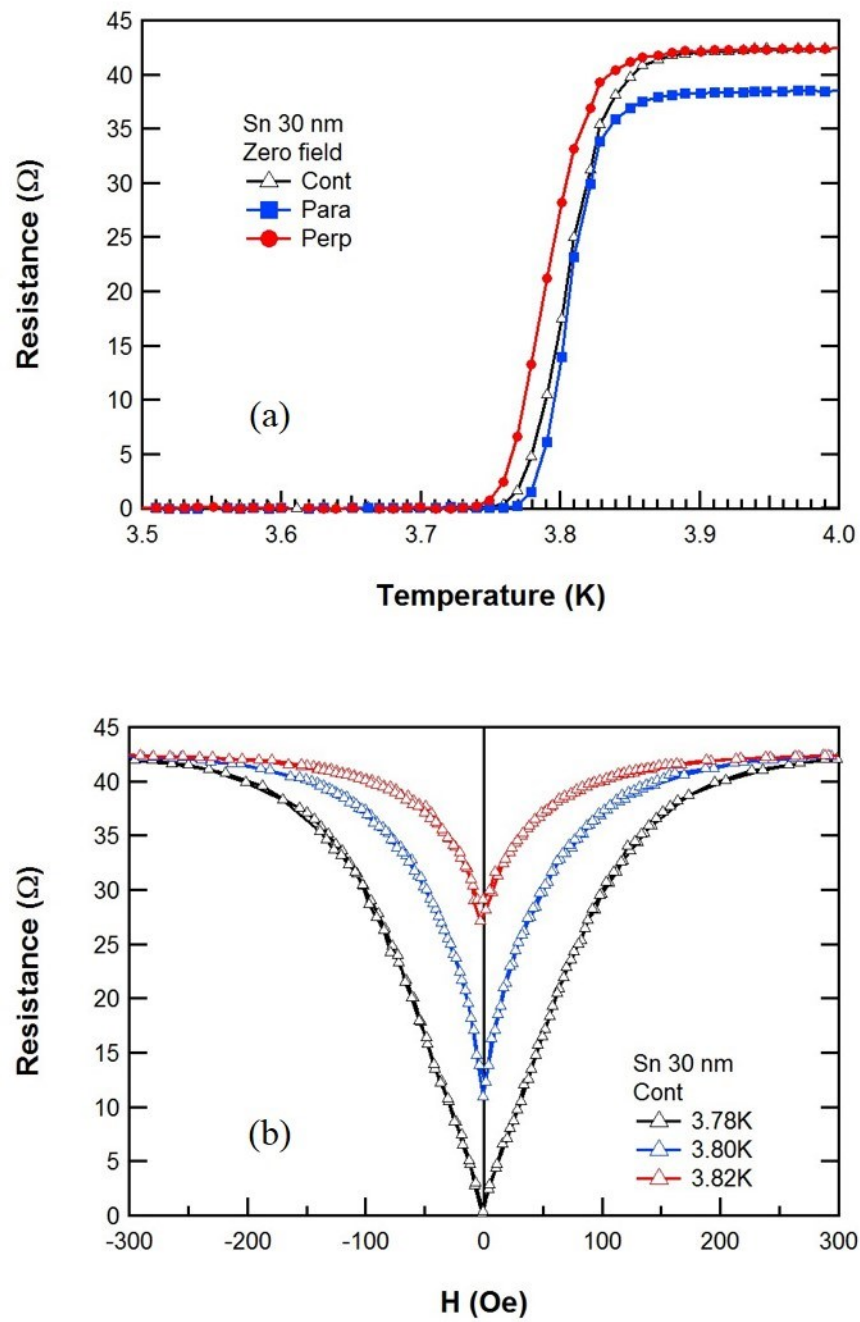 45
40
35
30
25
20
15
10
5
0
Resistance (Ω)
Sn 30 nm
Zero field
Cont
Para
Perp
(a)
3.5 3.6 3.7 3.8 3.9 4.0
Temperature (K)
45
40
35
30
25
20
15
10
5
0
Resistance (Ω)
(b)
Sn 30 nm
Cont
3.78K
3.80K
3.82K
-300 -200 -100 0 100 200 300
H (Oe)